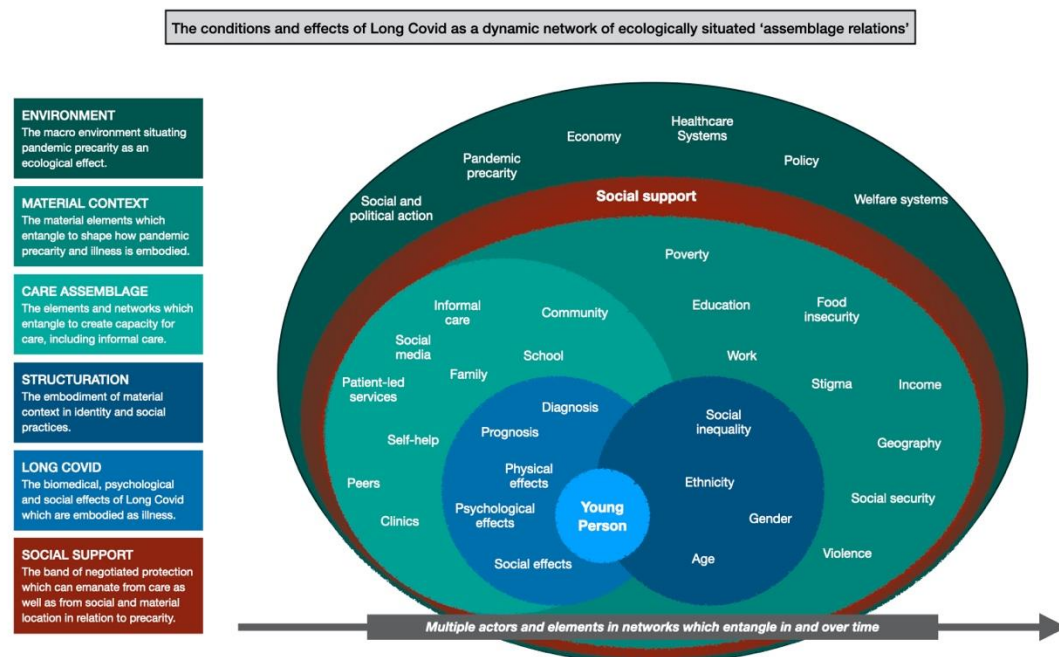 The conditions and effects of Long Covid as a dynamic network of ecologically situated ‘assemblage relations’
ENVIRONMENT
The macro environment situating
pandemic precarity as an
ecological effect.
MATERIAL CONTEXT
The material elements which
entangle to shape how pandemic
precarity and illness is embodied.
CARE ASSEMBLAGE
The elements and networks which
entangle to create capacity for
care, including informal care.
STRUCTURATION
The embodiment of material
context in identity and social
practices.
LONG COVID
The biomedical, psychological
and social effects of Long Covid
which are embodied as illness.
SOCIAL SUPPORT
The band of negotiated protection
which can emanate from care as
well as from social and material
location in relation to precarity.
Social and
political action
Pandemic
precarity
Economy
Healthcare
Systems
Policy
Welfare systems
Social support
Poverty
Education
Food
insecurity
Work
Stigma
Income
Geography
Social security
Violence
Informal
care
Community
Social
media
School
Family
Patient-led
services
Self-help
Peers
Clinics
Diagnosis
Prognosis
Physical
effects
Psychological
effects
Social effects
Young
Person
Social
inequality
Ethnicity
Gender
Age
Multiple actors and elements in networks which entangle in and over time